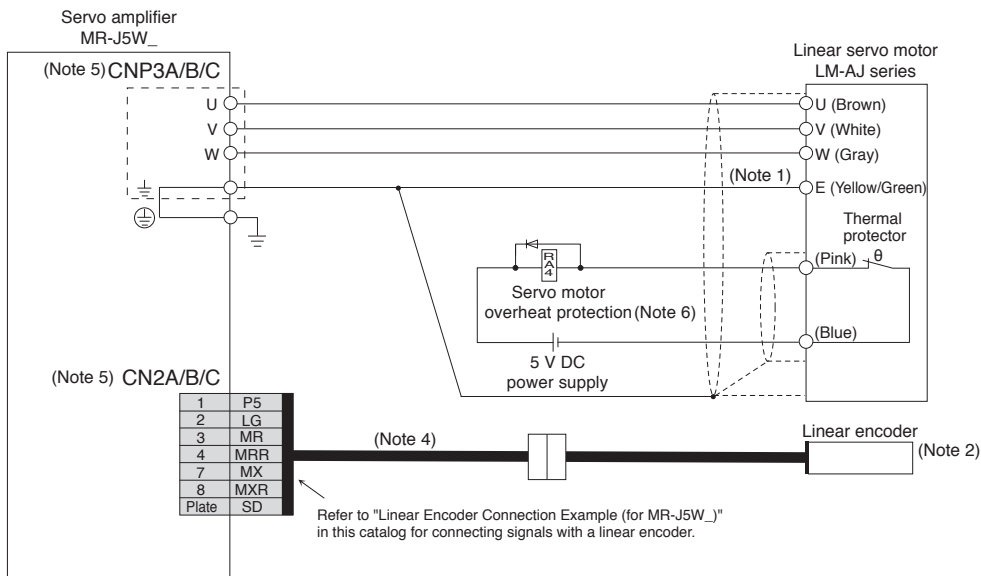 Servo amplifier
MR-J5W_
(Note 5) CNP3A/B/C
Linear servo motor
LM-AJ series
U
U (Brown)
V
V (White)
W
W (Gray)
(Note 1)
E (Yellow/Green)
Thermal
protector
θ
(Pink)
RA4
Servo motor
overheat protection (Note 6)
(Blue)
5 V DC
power supply
(Note 5) CN2A/B/C
1 P5
2 LG
3 MR
4 MRR
7 MX
8 MXR
Plate SD
(Note 4)
Linear encoder
(Note 2)
Refer to "Linear Encoder Connection Example (for MR-J5W_)"
in this catalog for connecting signals with a linear encoder.